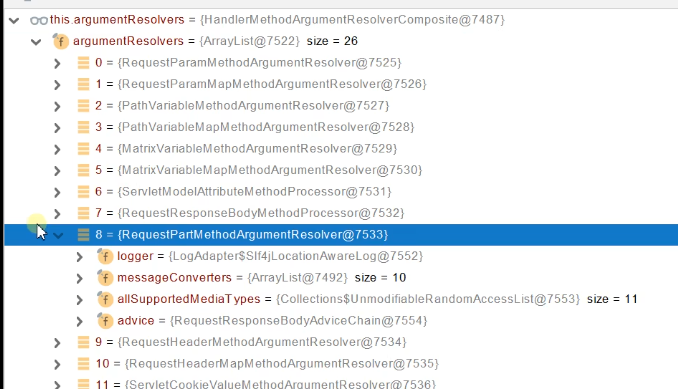 this.argumentResolvers = {HandlerMethodArgumentResolverComposite@7487}
argumentResolvers = {ArrayList@7522} size = 26
0 = {RequestParamMethodArgumentResolver@7525}
1 = {RequestParamMapMethodArgumentResolver@7526}
2 = {PathVariableMethodArgumentResolver@7527}
3 = {PathVariableMapMethodArgumentResolver@7528}
4 = {MatrixVariableMethodArgumentResolver@7529}
5 = {MatrixVariableMapMethodArgumentResolver@7530}
6 = {ServletModelAttributeMethodProcessor@7531}
7 = {RequestResponseBodyMethodProcessor@7532}
8 = {RequestPartMethodArgumentResolver@7533}
logger = {LogAdapter$Slf4jLocationAwareLog@7552}
messageConverters = {ArrayList@7492} size = 10
allSupportedMediaTypes = {Collections$UnmodifiableRandomAccessList@7553} size = 11
advice = {RequestResponseBodyAdviceChain@7554}
9 = {RequestHeaderMethodArgumentResolver@7534}
10 = {RequestHeaderMapMethodArgumentResolver@7535}
11 = {ServletCookieValueMethodArgumentResolver@7536}